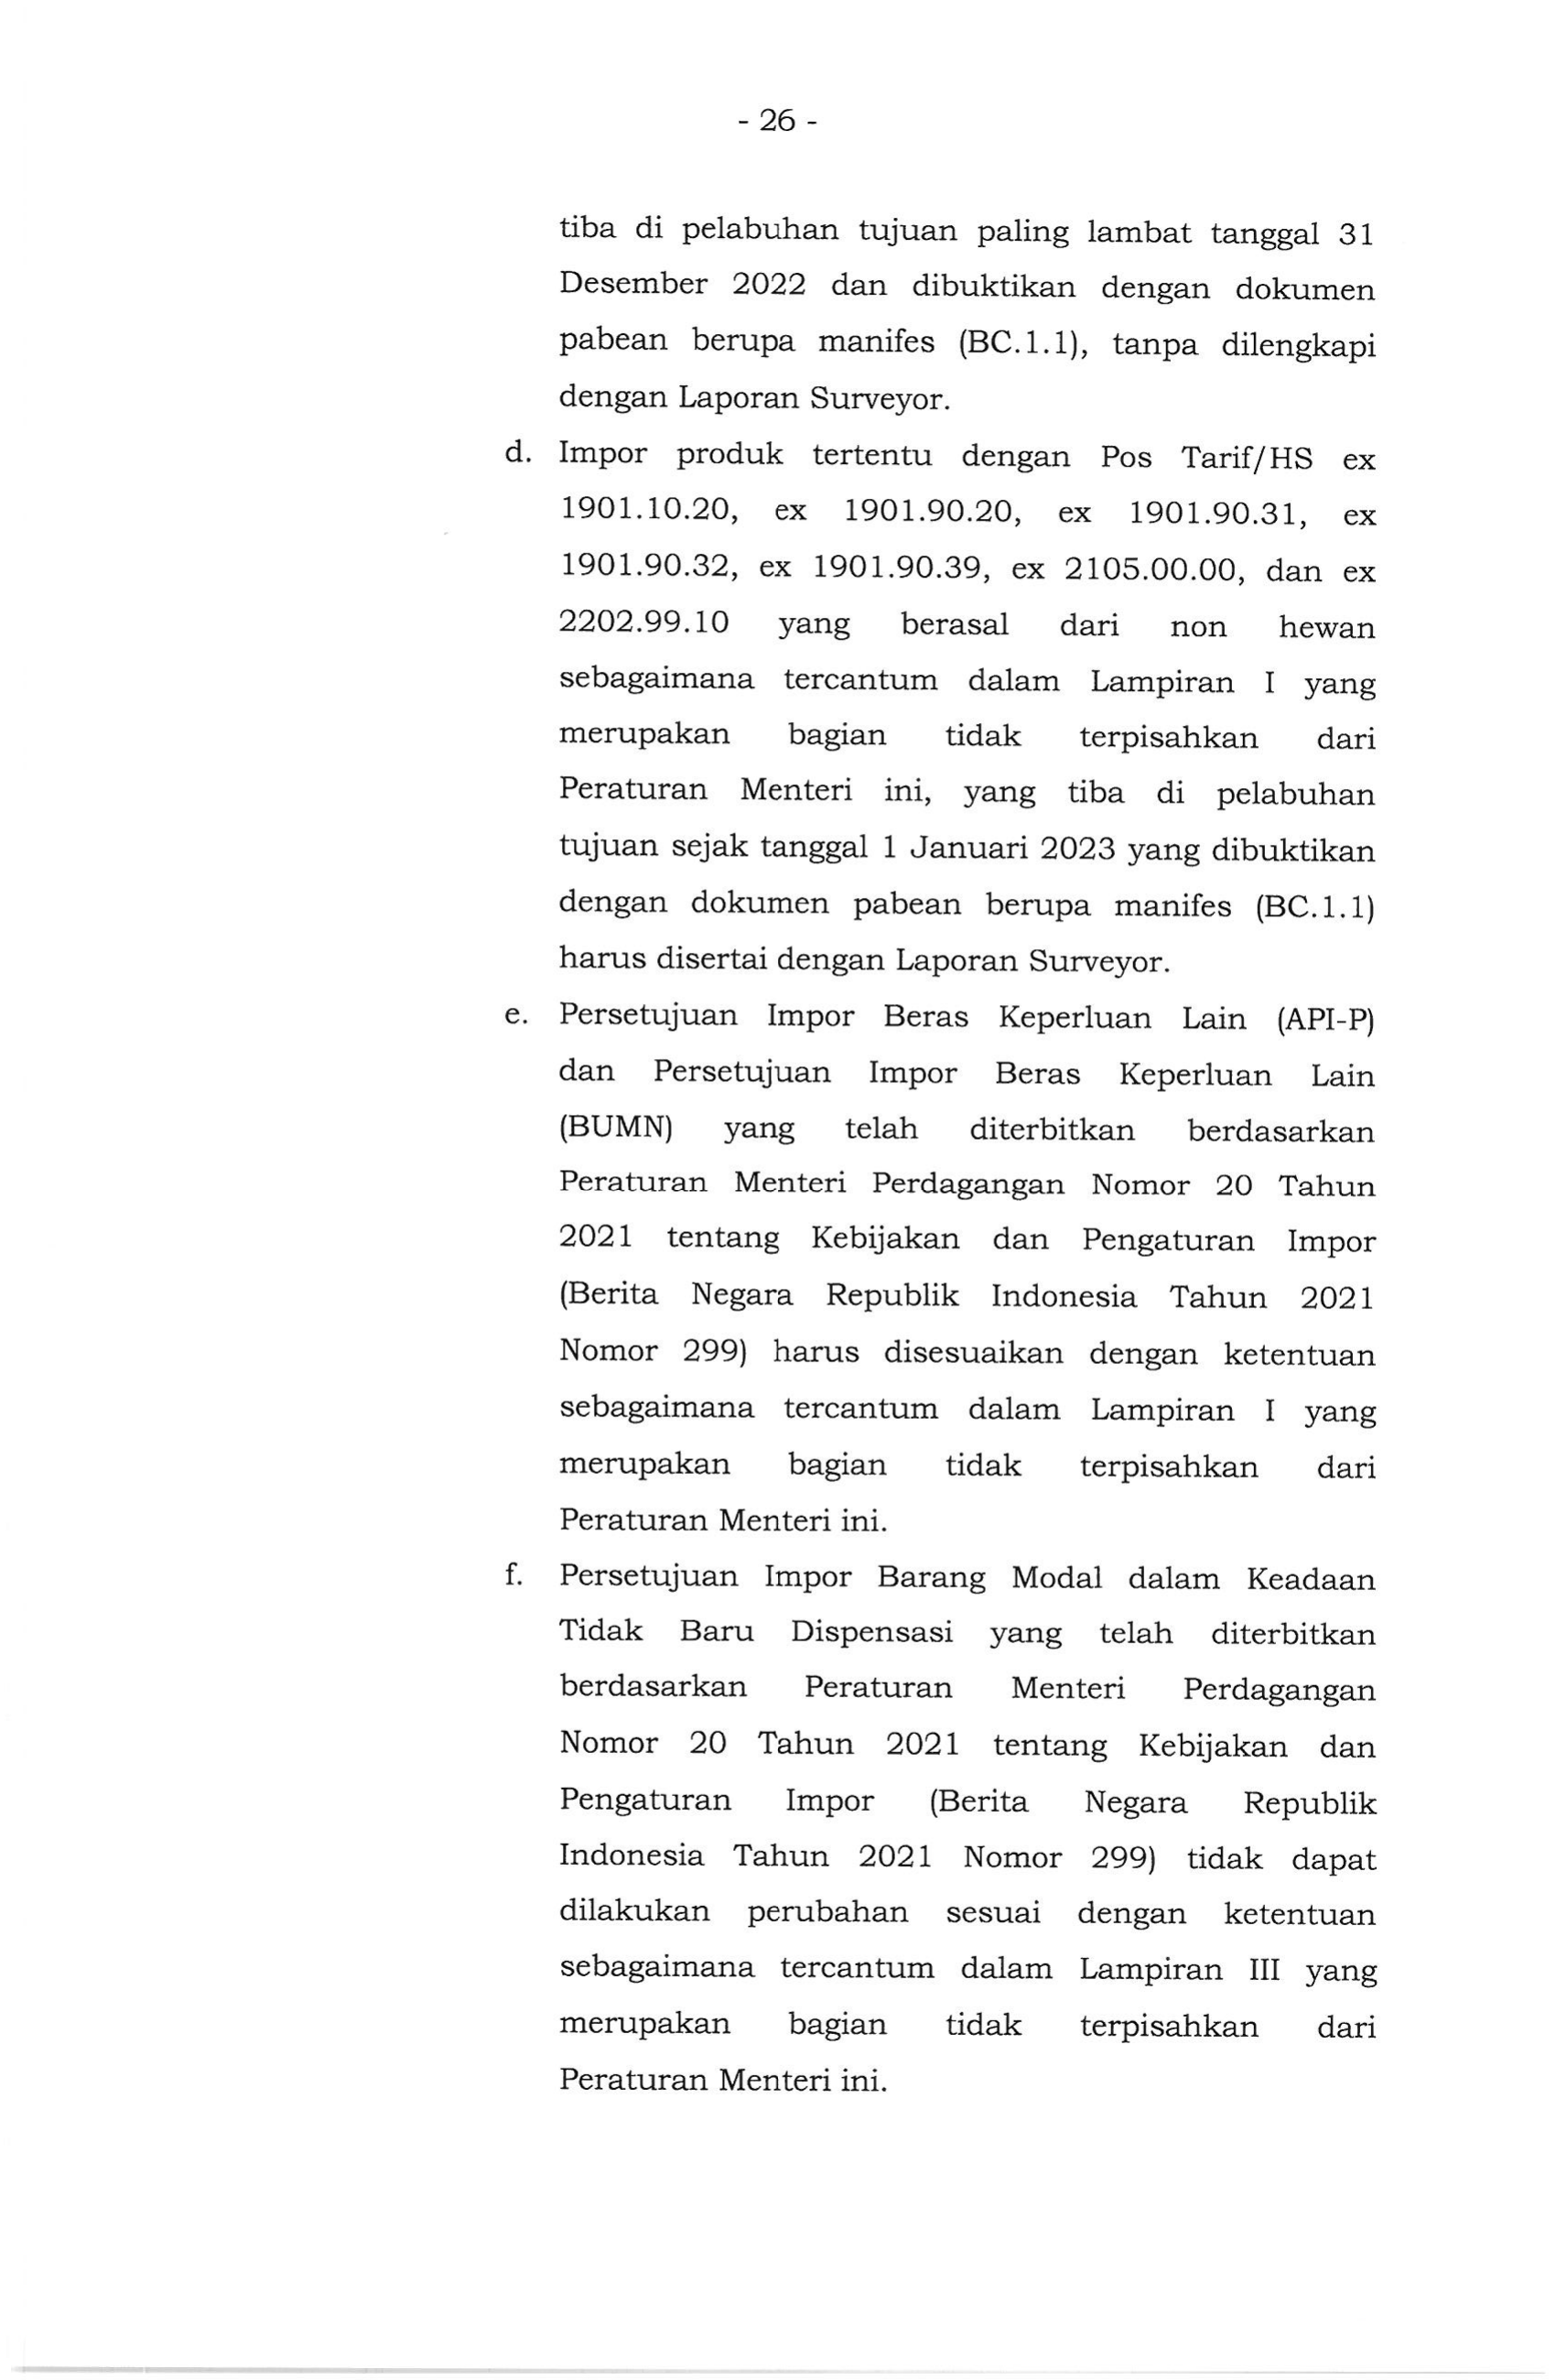 - 26 -
tiba di pelabuhan tujuan paling lambat tanggal 31
Desember 2022 dan dibuktikan dengan dokumen
pabean berupa manifes (BC.1.1), tanpa dilengkapi
dengan Laporan Surveyor.
d. Impor produk tertentu dengan Pos Tarif/HS ex
1901.10.20, ex 1901.90.20, ex 1901.90.31, ex
1901.90.32, ex 1901.90.39, ex 2105.00.00, dan ex
2202.99.10 yang berasal dari non hewan
sebagaimana tercantum dalam Lampiran I yang
merupakan bagian tidak terpisahkan dari
Peraturan Menteri ini, yang tiba di pelabuhan
tujuan sejak tanggal 1 Januari 2023 yang dibuktikan
dengan dokumen pabean berupa manifes (BC.1.1)
harus disertai dengan Laporan Surveyor.
e. Persetujuan Impor Beras Keperluan Lain (API-P)
dan Persetujuan Impor Beras Keperluan Lain
(BUMN) yang telah diterbitkan berdasarkan
Peraturan Menteri Perdagangan Nomor 20 Tahun
2021 tentang Kebijakan dan Pengaturan Impor
(Berita Negara Republik Indonesia Tahun 2021
Nomor 299) harus disesuaikan dengan ketentuan
sebagaimana tercantum dalam Lampiran I yang
merupakan bagian tidak terpisahkan dari
Peraturan Menteri ini.
f. Persetujuan Impor Barang Modal dalam Keadaan
Tidak Baru Dispensasi yang telah diterbitkan
berdasarkan Peraturan Menteri Perdagangan
Nomor 20 Tahun 2021 tentang Kebijakan dan
Pengaturan Impor (Berita Negara Republik
Indonesia Tahun 2021 Nomor 299) tidak dapat
dilakukan perubahan sesuai dengan ketentuan
sebagaimana tercantum dalam Lampiran III yang
merupakan bagian tidak terpisahkan dari
Peraturan Menteri ini.